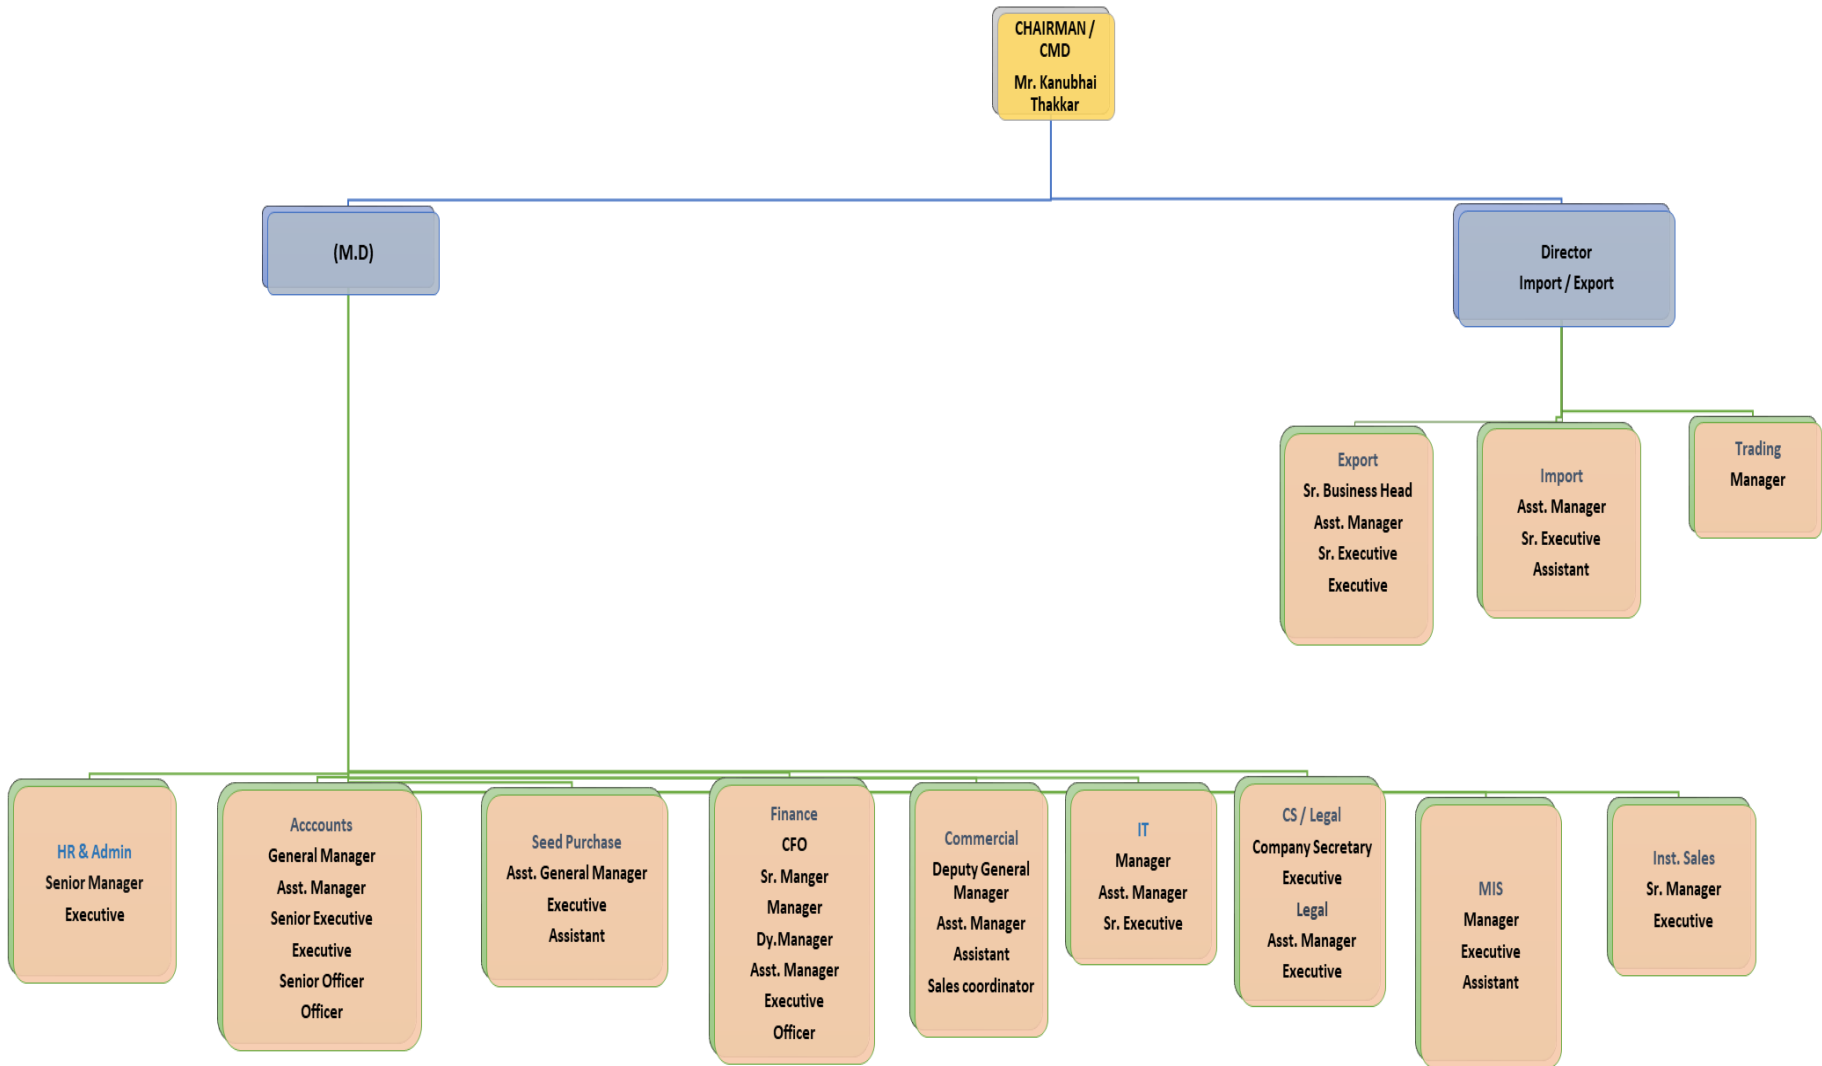 CHAIRMAN /
CMD
Mr. Kanubhai
Thakkar
(M.D)
Director
Import / Export
Export
Sr. Business Head
Asst. Manager
Sr. Executive
Executive
Import
Asst. Manager
Sr. Executive
Assistant
Trading
Manager
HR & Admin
Senior Manager
Executive
Acccounts
General Manager
Asst. Manager
Senior Executive
Executive
Senior Officer
Officer
Seed Purchase
Asst. General Manager
Executive
Assistant
Finance
CFO
Sr. Manger
Manager
Dy.Manager
Asst. Manager
Executive
Officer
Commercial
Deputy General
Manager
Asst. Manager
Assistant
Sales coordinator
IT
Manager
Asst. Manager
Sr. Executive
CS / Legal
Company Secretary
Executive
Legal
Asst. Manager
Executive
MIS
Manager
Executive
Assistant
Inst. Sales
Sr. Manager
Executive